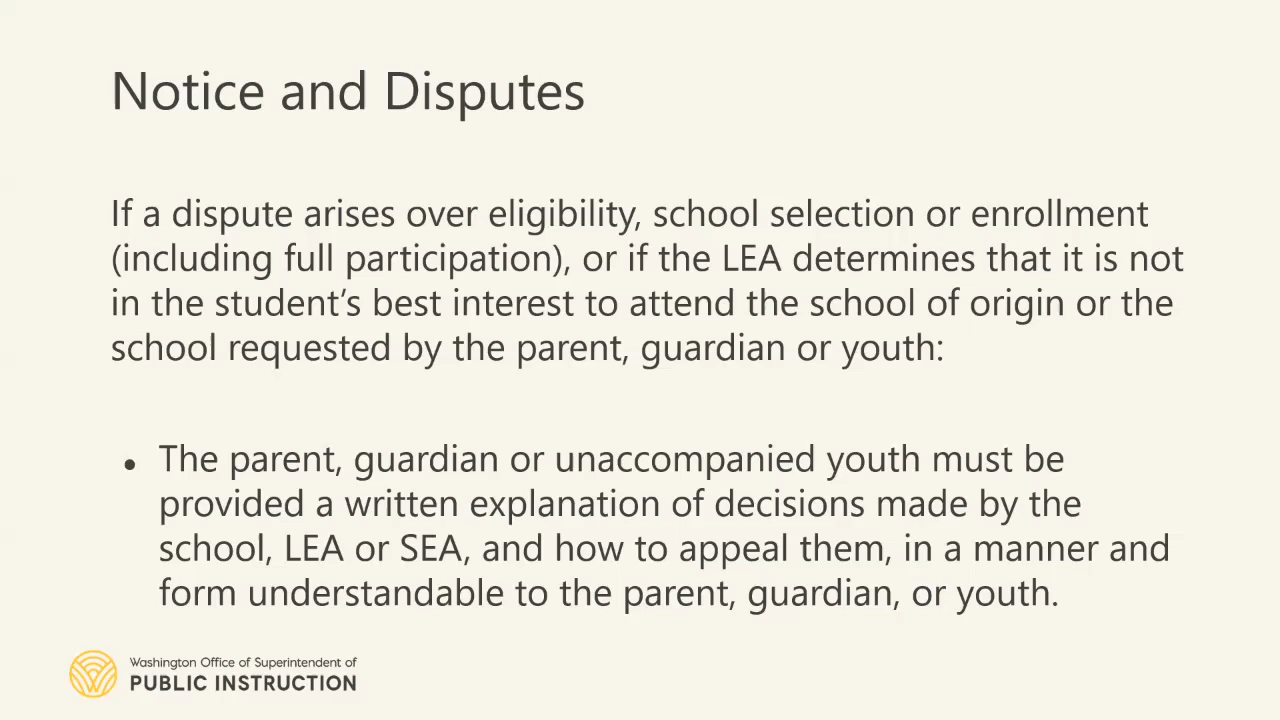 Notice and Disputes
If a dispute arises over eligibility, school selection or enrollment
(including full participation), or if the LEA determines that it is not
in the student’s best interest to attend the school of origin or the
school requested by the parent, guardian or youth:
• The parent, guardian or unaccompanied youth must be
provided a written explanation of decisions made by the
school, LEA or SEA, and how to appeal them, in a manner and
form understandable to the parent, guardian, or youth.
Washington Office of Superintendent of
PUBLIC INSTRUCTION